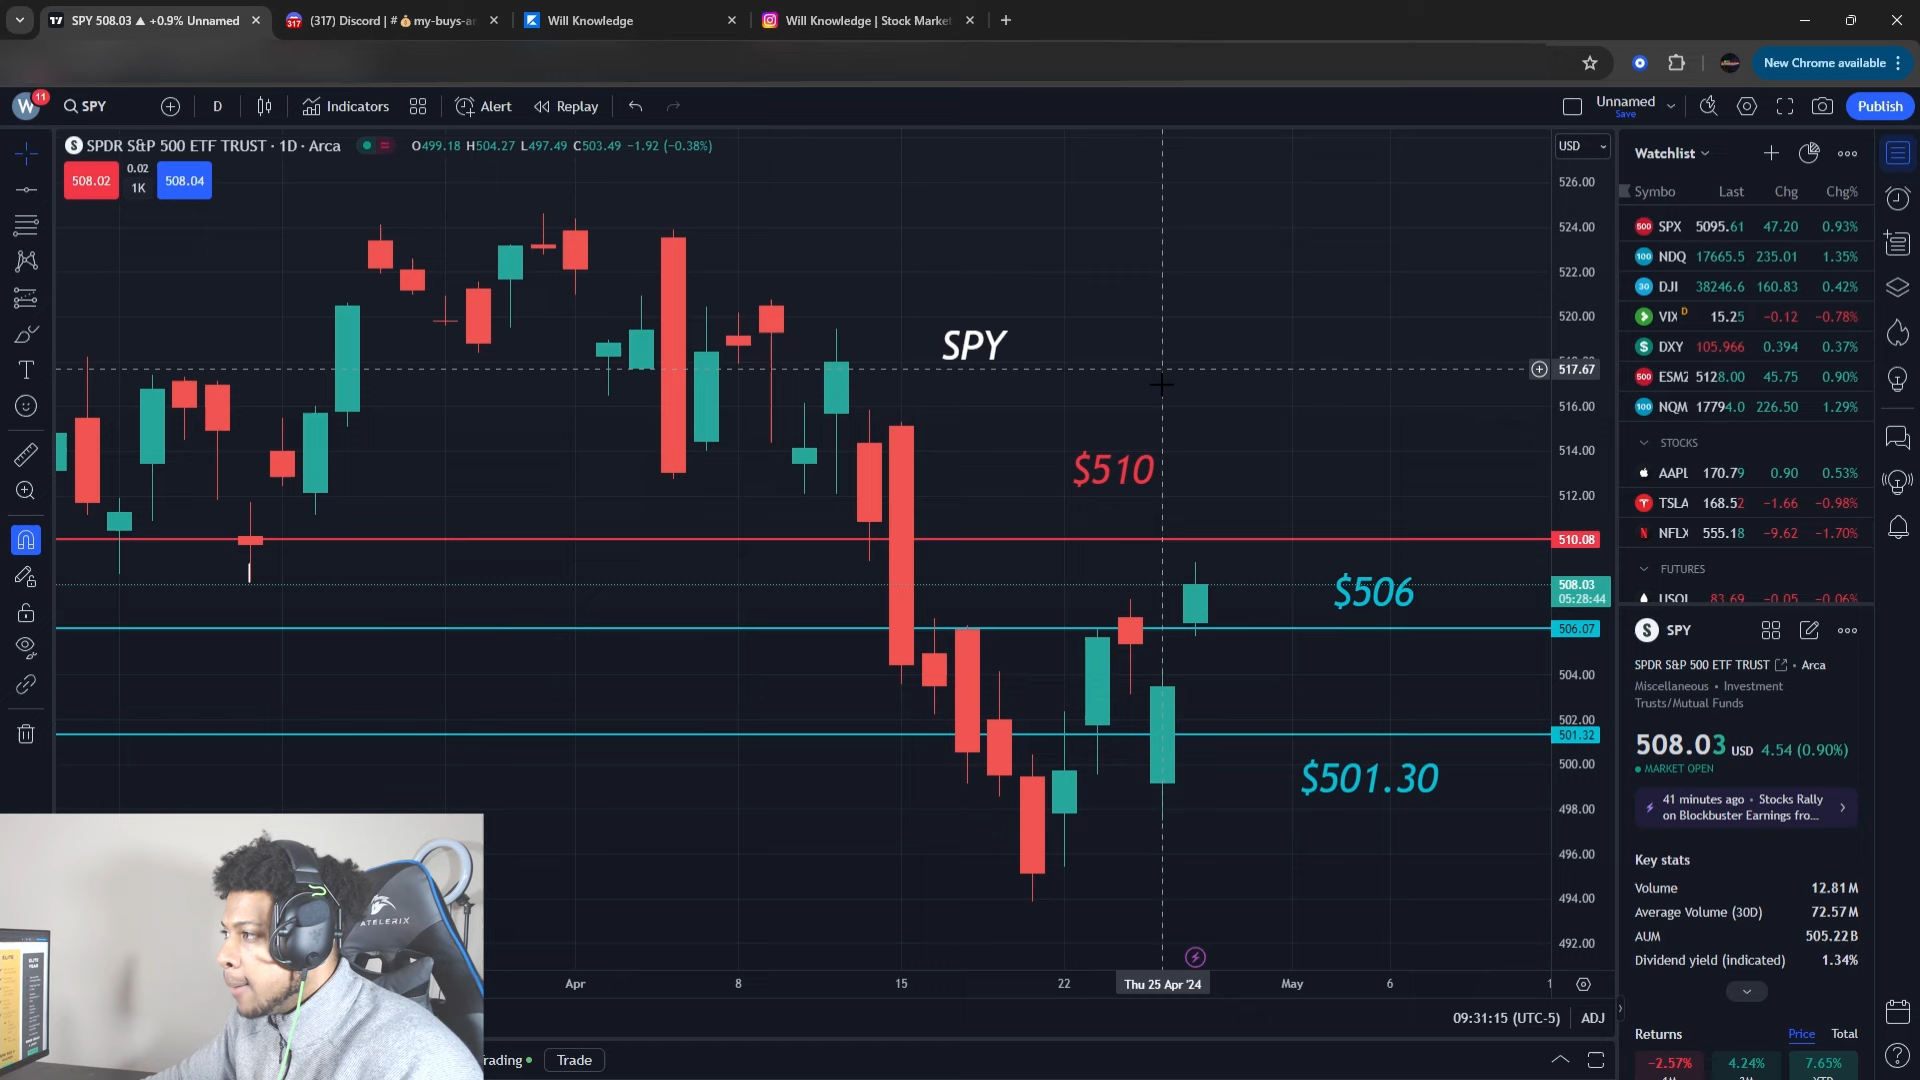 SPY 508.03 ▲ +0.9% Unnamed
(317) Discord | # 💰my-buys-ar
Will Knowledge
Will Knowledge | Stock Market
New Chrome available
W 11
SPY
D
Indicators
Alert
Replay
Unnamed
Save
Publish
SPDR S&P 500 ETF TRUST · 1D · Arca
O499.18 H504.27 L497.49 C503.49 −1.92 (−0.38%)
508.02
0.02
1K
508.04
USD
526.00
524.00
522.00
520.00
517.67
516.00
514.00
512.00
510.08
508.03
05:28:44
506.07
504.00
502.00
501.32
500.00
498.00
496.00
494.00
492.00
SPY
$510
$506
$501.30
ATELERIX
Apr
8
15
22
Thu 25 Apr '24
May
6
1
09:31:15 (UTC-5)
ADJ
rading
Trade
Watchlist
Symbo Last Chg Chg%
SPX 5095.61 47.20 0.93%
NDQ 17665.5 235.01 1.35%
DJI 38246.6 160.83 0.42%
VIX D 15.25 −0.12 −0.78%
DXY 105.966 0.394 0.37%
ESM2 5128.00 45.75 0.90%
NQM 17794.0 226.50 1.29%
STOCKS
AAPL 170.79 0.90 0.53%
TSLA 168.52 −1.66 −0.98%
NFLX 555.18 −9.62 −1.70%
FUTURES
USOI 83.69 −0.05 −0.06%
SPY
SPDR S&P 500 ETF TRUST • Arca
Miscellaneous • Investment
Trusts/Mutual Funds
508.03 USD 4.54 (0.90%)
MARKET OPEN
41 minutes ago • Stocks Rally
on Blockbuster Earnings fro...
Key stats
Volume 12.81M
Average Volume (30D) 72.57M
AUM 505.22B
Dividend yield (indicated) 1.34%
Returns Price Total
−2.57% 4.24% 7.65%